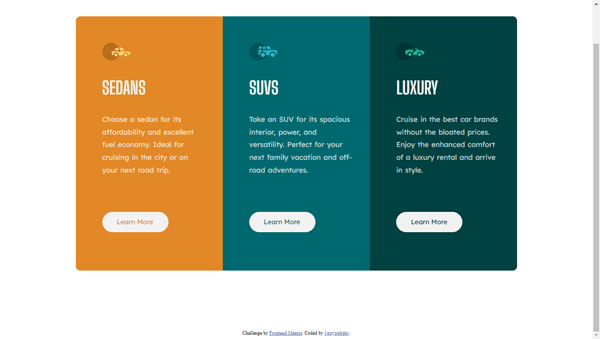 SEDANS
Choose a sedan for its
affordability and excellent
fuel economy. Ideal for
cruising in the city or on
your next road trip.
Learn More
SUVS
Take an SUV for its spacious
interior, power, and
versatility. Perfect for your
next family vacation and off-
road adventures.
Learn More
LUXURY
Cruise in the best car brands
without the bloated prices.
Enjoy the enhanced comfort
of a luxury rental and arrive
in style.
Learn More
Challenge by Frontend Mentor. Coded by